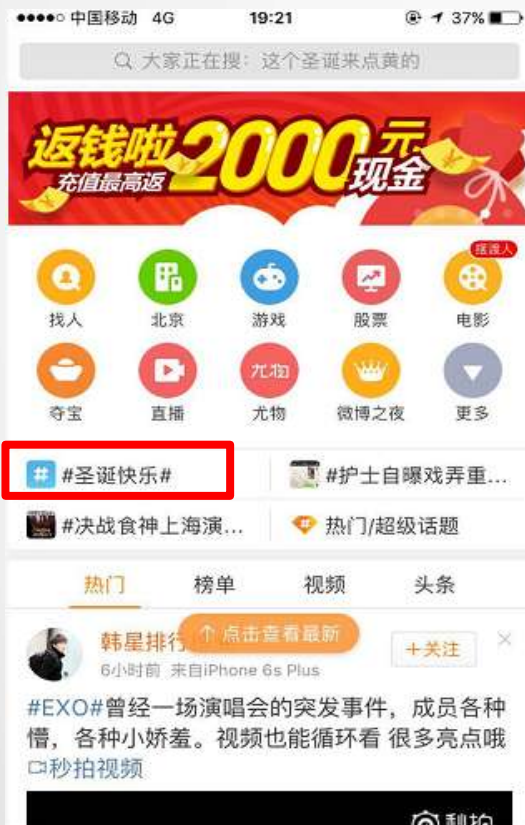 中国移动 4G 19:21 37%
大家正在搜：这个圣诞来点黄的
返钱啦2000元现金
充值最高返
摆渡人
找人 北京 游戏 股票 电影
尤物
夺宝 直播 尤物 微博之夜 更多
# #圣诞快乐# #护士自曝戏弄重...
#决战食神上海演... 热门/超级话题
热门 榜单 视频 头条
韩星排行 点击查看最新 +关注
6小时前 来自iPhone 6s Plus
#EXO#曾经一场演唱会的突发事件，成员各种
懵，各种小娇羞。视频也能循环看 很多亮点哦
秒拍视频
秒拍